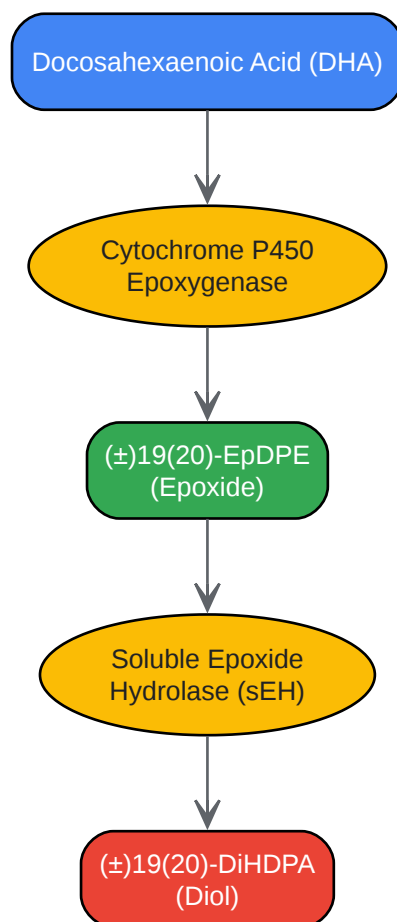 Docosahexaenoic Acid (DHA)
Cytochrome P450
Epoxygenase
(±)19(20)-EpDPE
(Epoxide)
Soluble Epoxide
Hydrolase (sEH)
(±)19(20)-DiHDPA
(Diol)